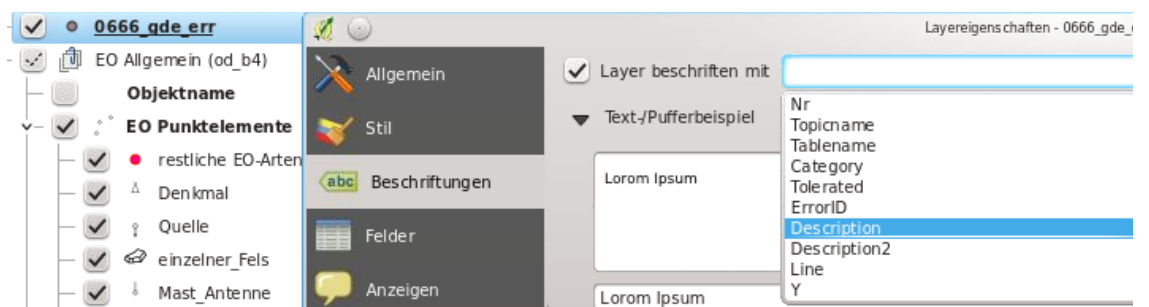 0666_gde_err
EO Allgemein (od_b4)
Objektname
EO Punktelemente
restliche EO-Arten
Denkmal
Quelle
einzelner_Fels
Mast_Antenne
Layereigenschaften - 0666_gde_
Allgemein
Stil
abc Beschriftungen
Felder
Anzeigen
Layer beschriften mit
Text-/Pufferbeispiel
Lorom Ipsum
Lorom Ipsum
Nr
Topicname
Tablename
Category
Tolerated
ErrorID
Description
Description2
Line
Y